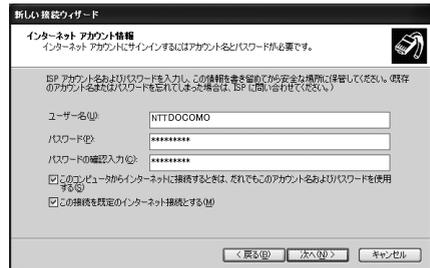 新しい接続ウィザード
インターネット アカウント情報
インターネット アカウントにサインインするにはアカウント名とパスワードが必要です。
ISP アカウント名およびパスワードを入力し、この情報を書き留めてから安全な場所に保管してください。(既存
のアカウント名またはパスワードを忘れてしまった場合は、ISP に問い合わせてください。)
ユーザー名(U):
NTTDOCOMO
パスワード(P):
*********
パスワードの確認入力(C):
*********
このコンピュータからインターネットに接続するときは、だれでもこのアカウント名およびパスワードを使用
する(S)
この接続を既定のインターネット接続とする(M)
< 戻る(B)
次へ(N) >
キャンセル